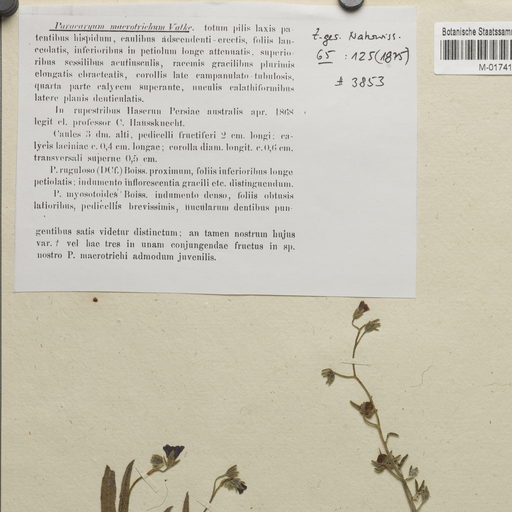 Paracaryum macrotrichum Vatke. totum pilis laxis pa-
tentibus hispidum, caulibus adscendenti-erectis, foliis lan-
ceolatis, inferioribus in petiolum longe attenuatis, superio-
ribus sessilibus acutiusculis, racemis gracilibus plurimis
elongatis ebracteatis, corollis late campanulato tubulosis,
quarta parte calycem superante, nuculis calathiformibus
latere planis denticulatis.
In rupestribus Haserun Persiae australis apr. 1868
legit cl. professor C. Haussknecht.
Caules 3 dm. alti, pedicelli fructiferi 2 cm. longi; ca-
lycis laciniae c. 0,4 cm. longae; corolla diam. longit. c. 0,6 cm.
transversali superne 0,5 cm.
P. ruguloso (DCf.) Boiss. proximum, foliis inferioribus longe
petiolatis; indumento inflorescentia gracili etc. distinguendum.
P. myosotoides Boiss. indumento denso, foliis obtusis
latioribus, pedicellis brevissimis, nucularum dentibus pun-
gentibus satis videtur distinctum; an tamen nostrum hujus
var.? vel hae tres in unam conjungendae fructus in sp.
nostro P. macrotrichi admodum juvenilis.
Z. ges. Naturwiss.
65 : 125 (1875)
# 3853
Botanische Staatssamm
M-01741